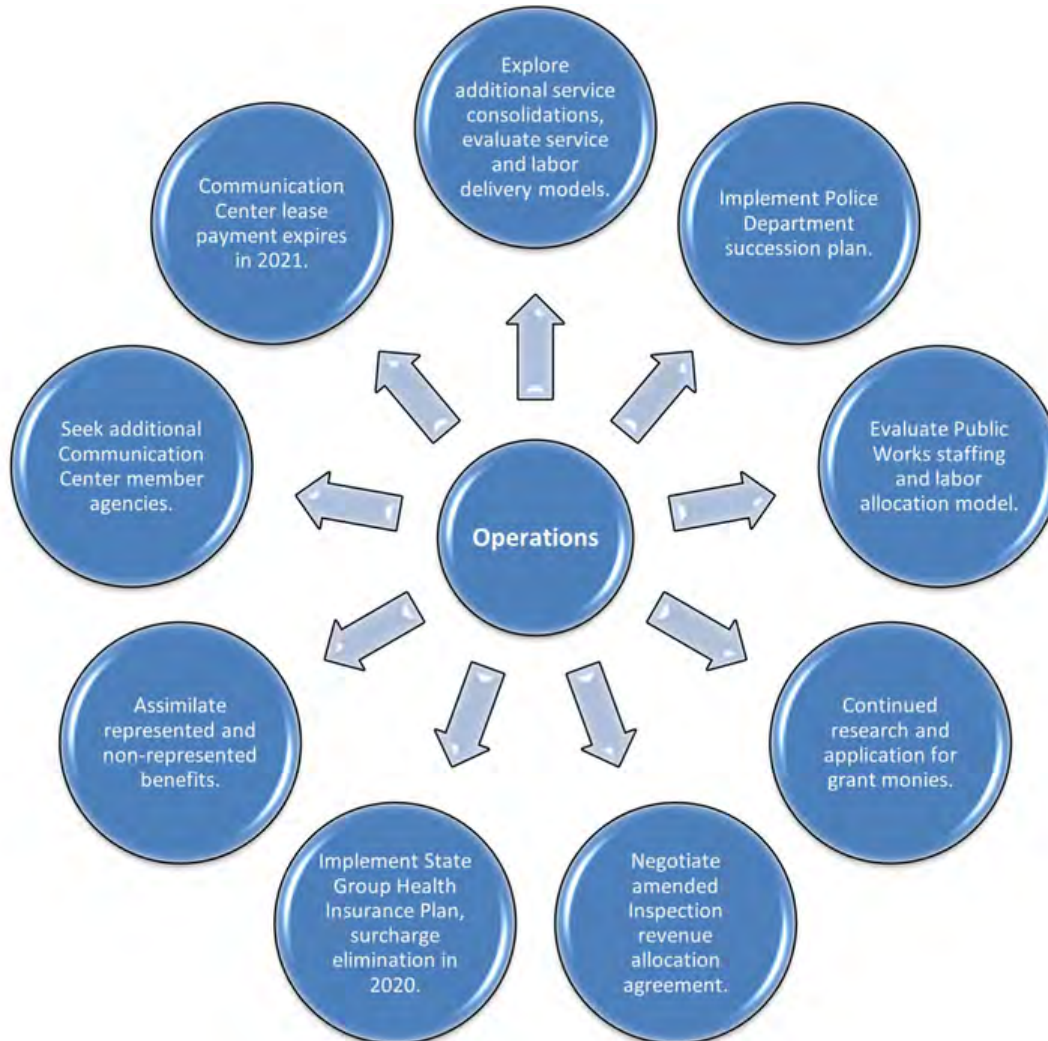 Explore
additional service
consolidations,
evaluate service
and labor
delivery models.
Implement Police
Department
succession plan.
Evaluate Public
Works staffing
and labor
allocation model.
Continued
research and
application for
grant monies.
Negotiate
amended
Inspection
revenue
allocation
agreement.
Implement State
Group Health
Insurance Plan,
surcharge
elimination in
2020.
Assimilate
represented and
non-represented
benefits.
Seek additional
Communication
Center member
agencies.
Communication
Center lease
payment expires
in 2021.
Operations